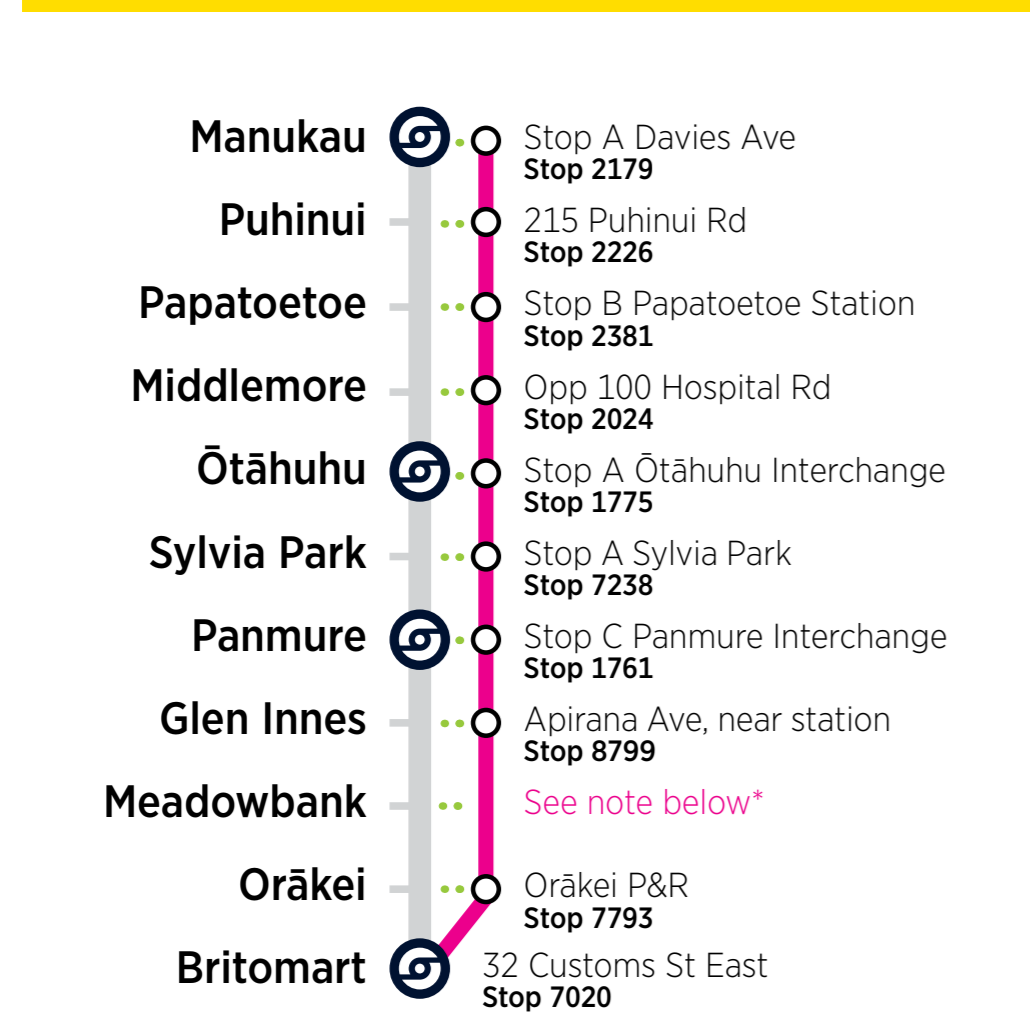 Manukau
Stop A Davies Ave
Stop 2179
Puhinui
215 Puhinui Rd
Stop 2226
Papatoetoe
Stop B Papatoetoe Station
Stop 2381
Middlemore
Opp 100 Hospital Rd
Stop 2024
Ōtāhuhu
Stop A Ōtāhuhu Interchange
Stop 1775
Sylvia Park
Stop A Sylvia Park
Stop 7238
Panmure
Stop C Panmure Interchange
Stop 1761
Glen Innes
Apirana Ave, near station
Stop 8799
Meadowbank
See note below*
Orākei
Orākei P&R
Stop 7793
Britomart
32 Customs St East
Stop 7020